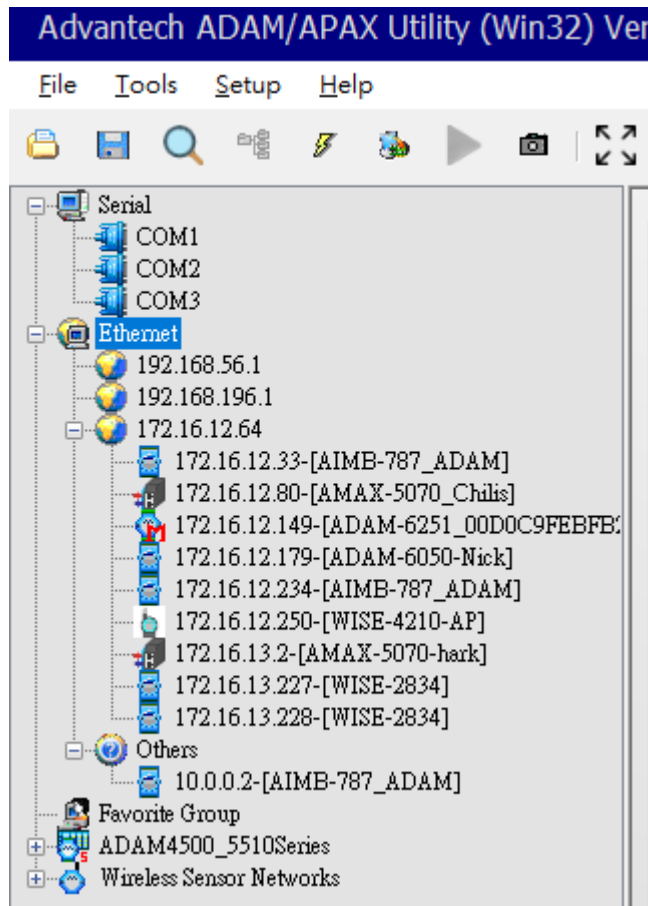 Advantech ADAM/APAX Utility (Win32) Ver
File Tools Setup Help
Serial
COM1
COM2
COM3
Ethernet
192.168.56.1
192.168.196.1
172.16.12.64
172.16.12.33-[AIMB-787_ADAM]
172.16.12.80-[AMAX-5070_Chilis]
172.16.12.149-[ADAM-6251_00D0C9FEBFB
172.16.12.179-[ADAM-6050-Nick]
172.16.12.234-[AIMB-787_ADAM]
172.16.12.250-[WISE-4210-AP]
172.16.13.2-[AMAX-5070-hark]
172.16.13.227-[WISE-2834]
172.16.13.228-[WISE-2834]
Others
10.0.0.2-[AIMB-787_ADAM]
Favorite Group
ADAM4500_5510Series
Wireless Sensor Networks